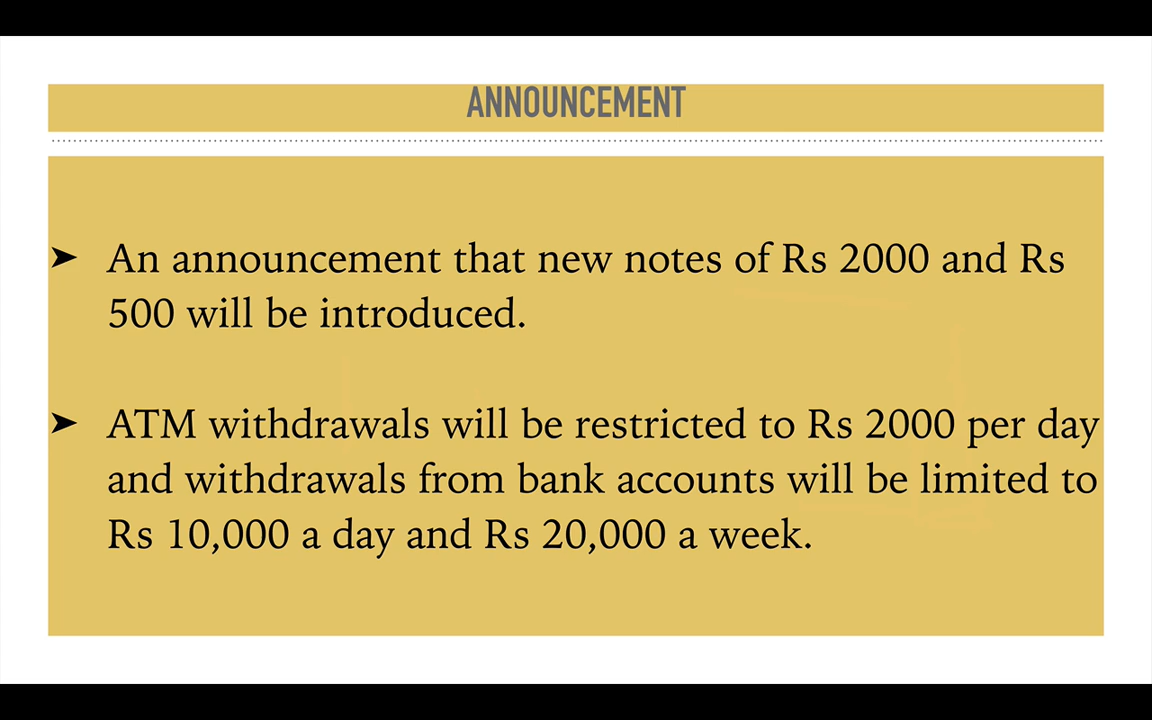 ANNOUNCEMENT
➤ An announcement that new notes of Rs 2000 and Rs
500 will be introduced.
➤ ATM withdrawals will be restricted to Rs 2000 per day
and withdrawals from bank accounts will be limited to
Rs 10,000 a day and Rs 20,000 a week.